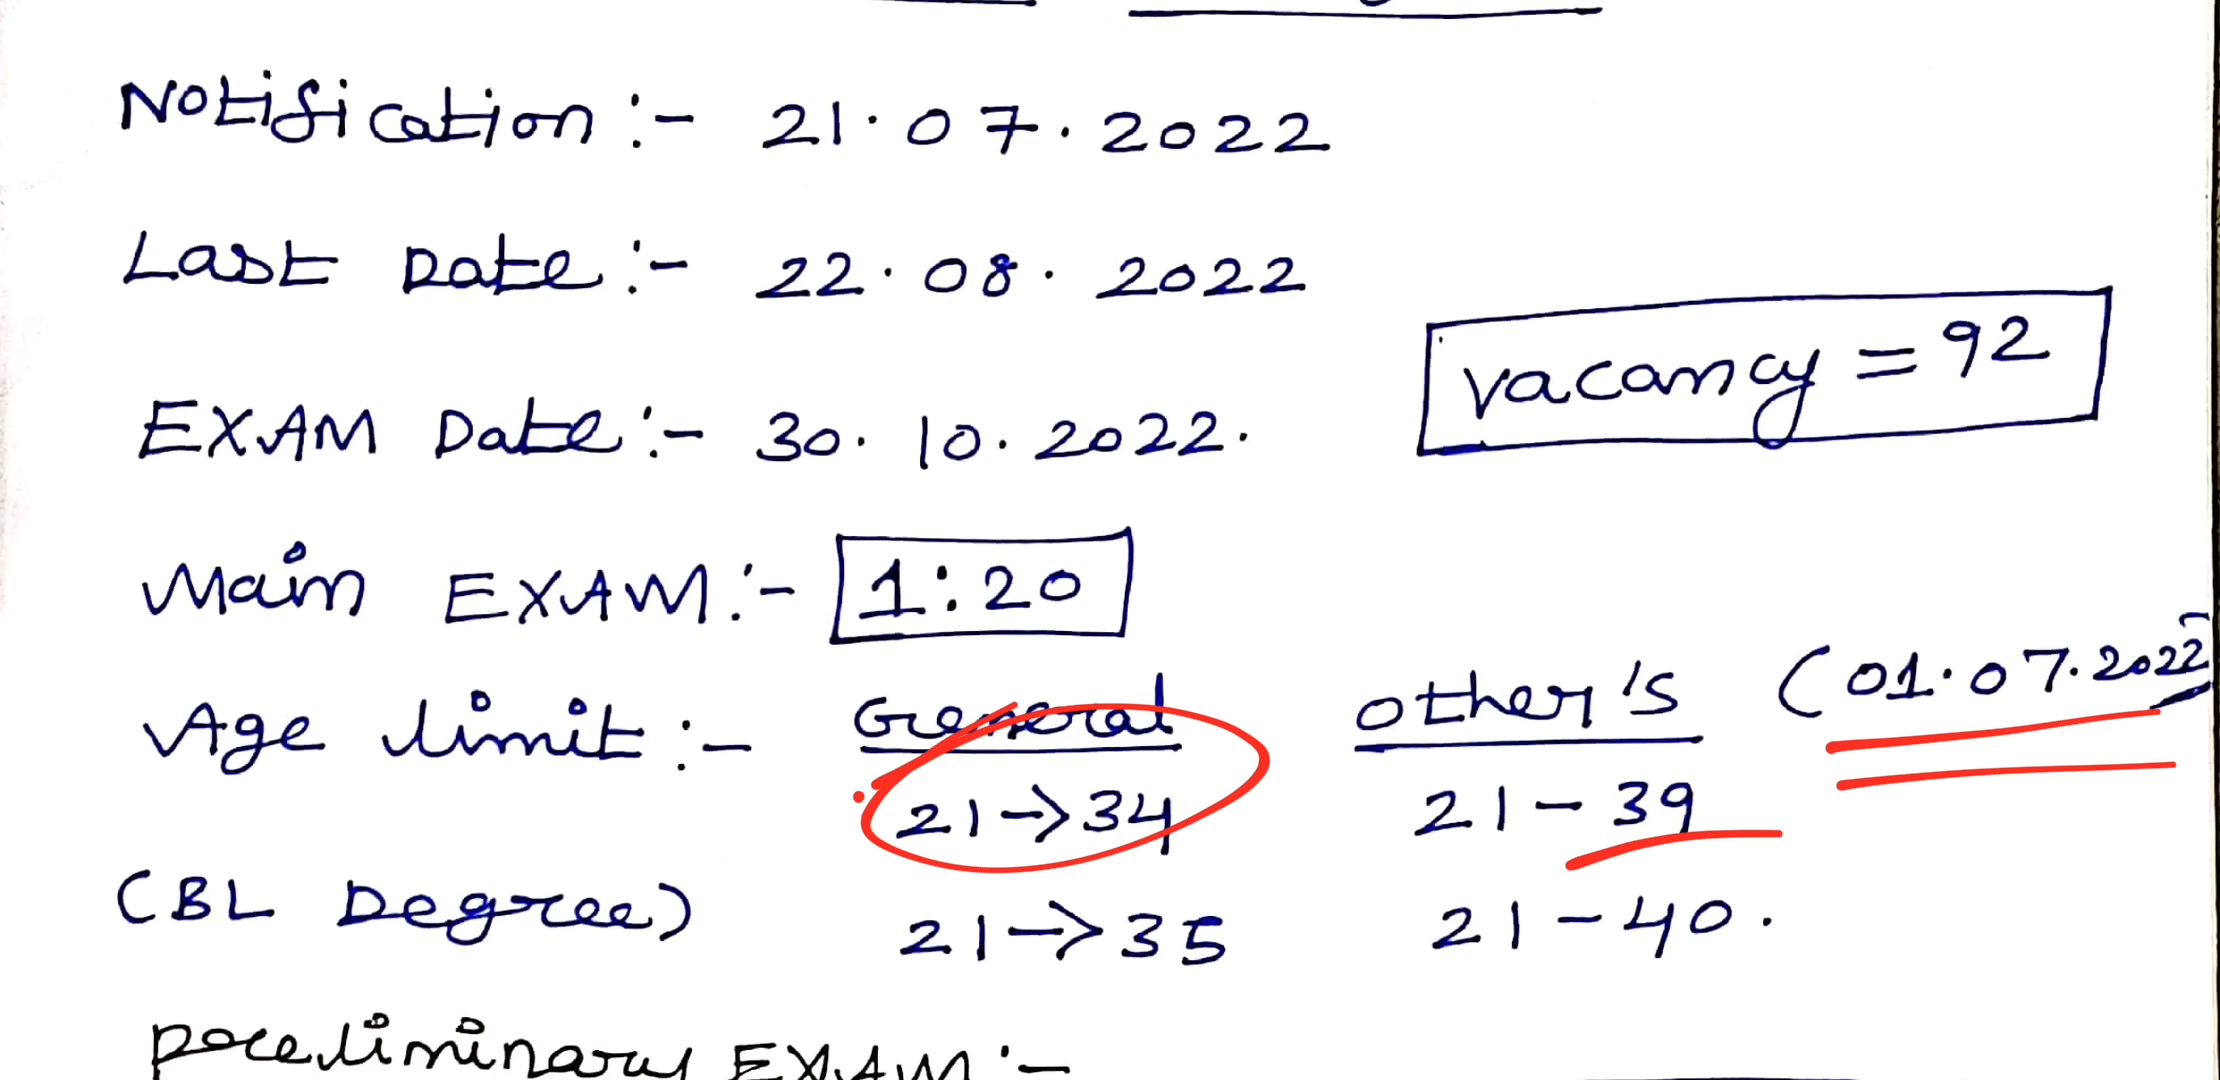 Notification :- 21.07.2022
Last Date :- 22.08.2022
EXAM Date :- 30.10.2022.
vacancy = 92
Main EXAM :- 1:20
Age limit :- General other's (01.07.2022
21→34 21-39
(BL Degree) 21→35 21-40.
preliminary EXAM :-